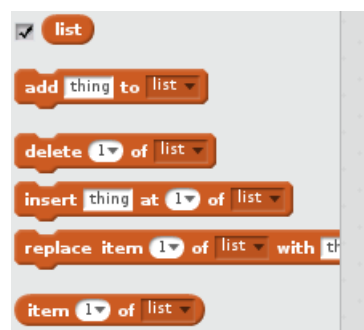 list
add thing to list
delete 1 of list
insert thing at 1 of list
replace item 1 of list with th
item 1 of list